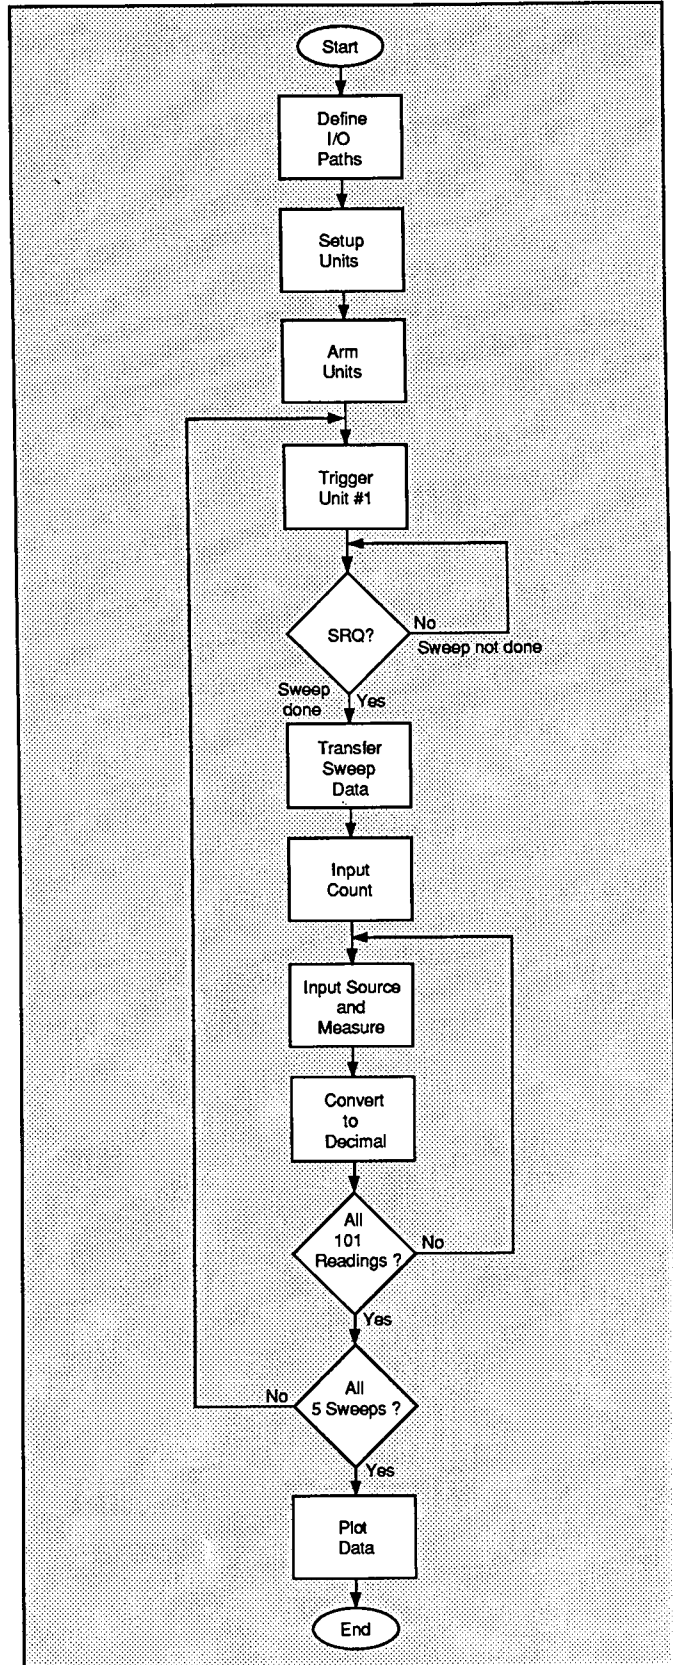 Start
Define
I/O
Paths
Setup
Units
Arm
Units
Trigger
Unit #1
SRQ?
No
Sweep not done
Sweep
done
Yes
Transfer
Sweep
Data
Input
Count
Input Source
and
Measure
Convert
to
Decimal
All
101
Readings ?
No
Yes
All
5 Sweeps ?
No
Yes
Plot
Data
End